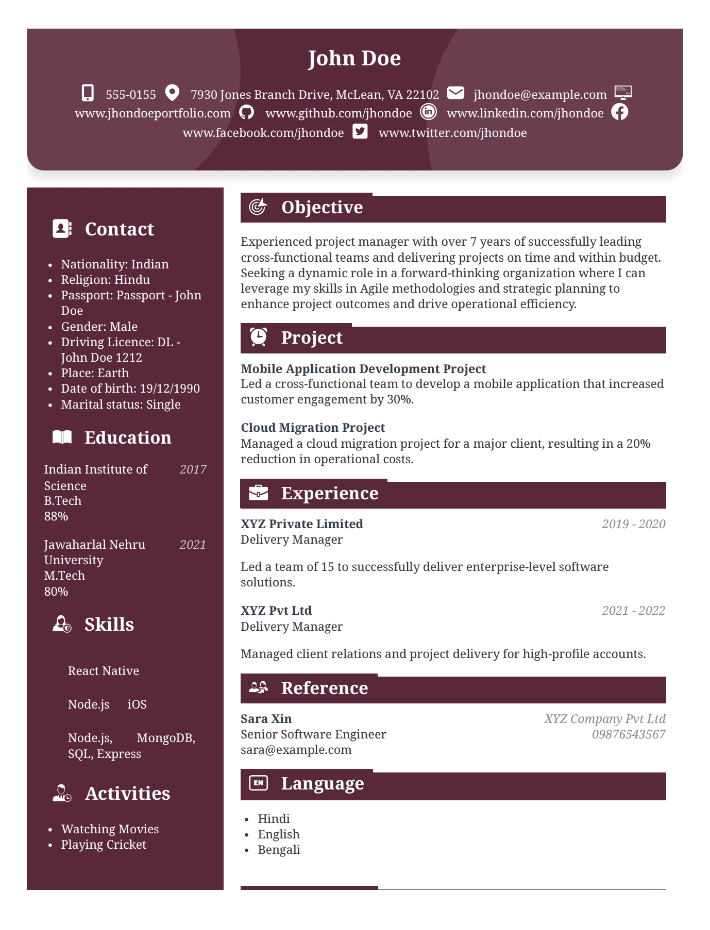 John Doe
555-0155 7930 Jones Branch Drive, McLean, VA 22102 jhondoe@example.com
www.jhondoeportfolio.com www.github.com/jhondoe www.linkedin.com/jhondoe
www.facebook.com/jhondoe www.twitter.com/jhondoe
Contact
• Nationality: Indian
• Religion: Hindu
• Passport: Passport - John
Doe
• Gender: Male
• Driving Licence: DL -
John Doe 1212
• Place: Earth
• Date of birth: 19/12/1990
• Marital status: Single
Education
Indian Institute of 2017
Science
B.Tech
88%
Jawaharlal Nehru 2021
University
M.Tech
80%
Skills
React Native
Node.js iOS
Node.js, MongoDB,
SQL, Express
Activities
• Watching Movies
• Playing Cricket
Objective
Experienced project manager with over 7 years of successfully leading
cross-functional teams and delivering projects on time and within budget.
Seeking a dynamic role in a forward-thinking organization where I can
leverage my skills in Agile methodologies and strategic planning to
enhance project outcomes and drive operational efficiency.
Project
Mobile Application Development Project
Led a cross-functional team to develop a mobile application that increased
customer engagement by 30%.
Cloud Migration Project
Managed a cloud migration project for a major client, resulting in a 20%
reduction in operational costs.
Experience
XYZ Private Limited 2019 - 2020
Delivery Manager
Led a team of 15 to successfully deliver enterprise-level software
solutions.
XYZ Pvt Ltd 2021 - 2022
Delivery Manager
Managed client relations and project delivery for high-profile accounts.
Reference
Sara Xin XYZ Company Pvt Ltd
Senior Software Engineer 09876543567
sara@example.com
EN Language
• Hindi
• English
• Bengali